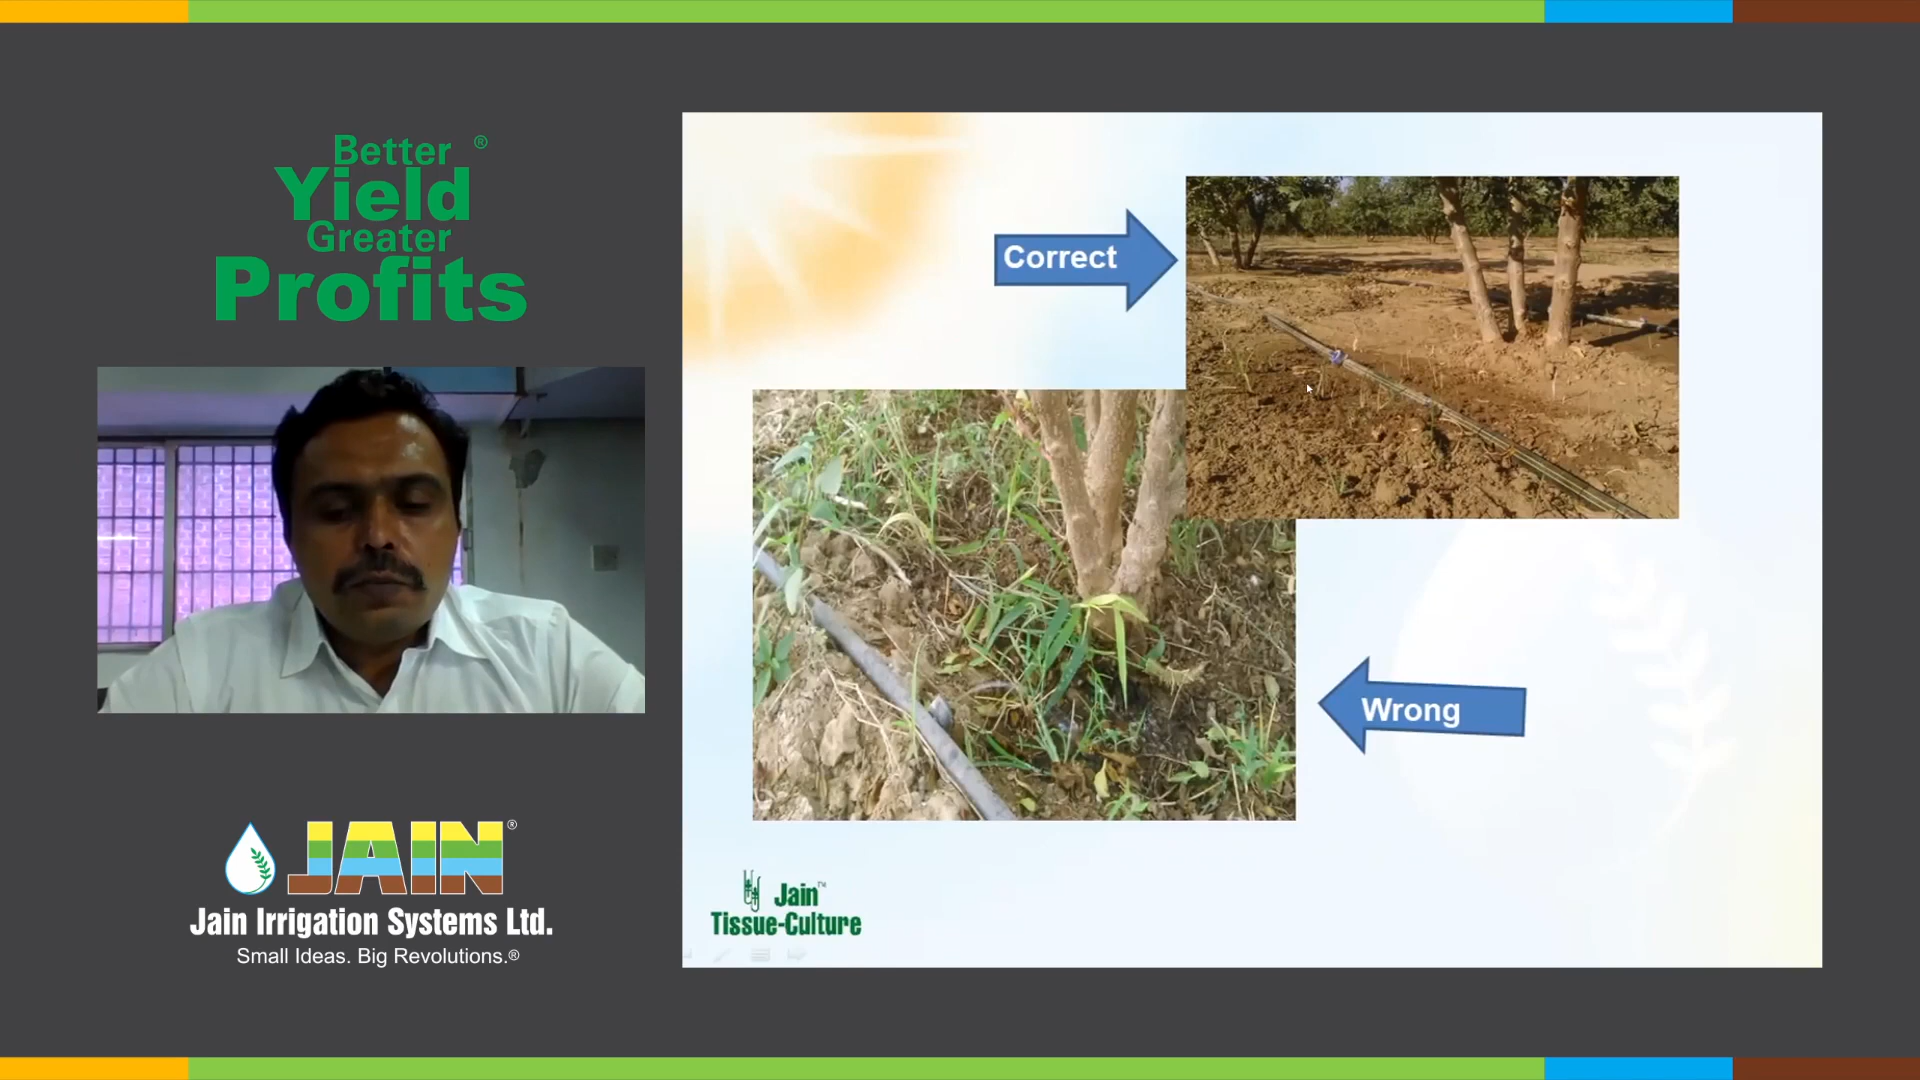 Better ®
Yield
Greater
Profits
JAIN®
Jain Irrigation Systems Ltd.
Small Ideas. Big Revolutions.®
Correct
Wrong
Jain™
Tissue-Culture